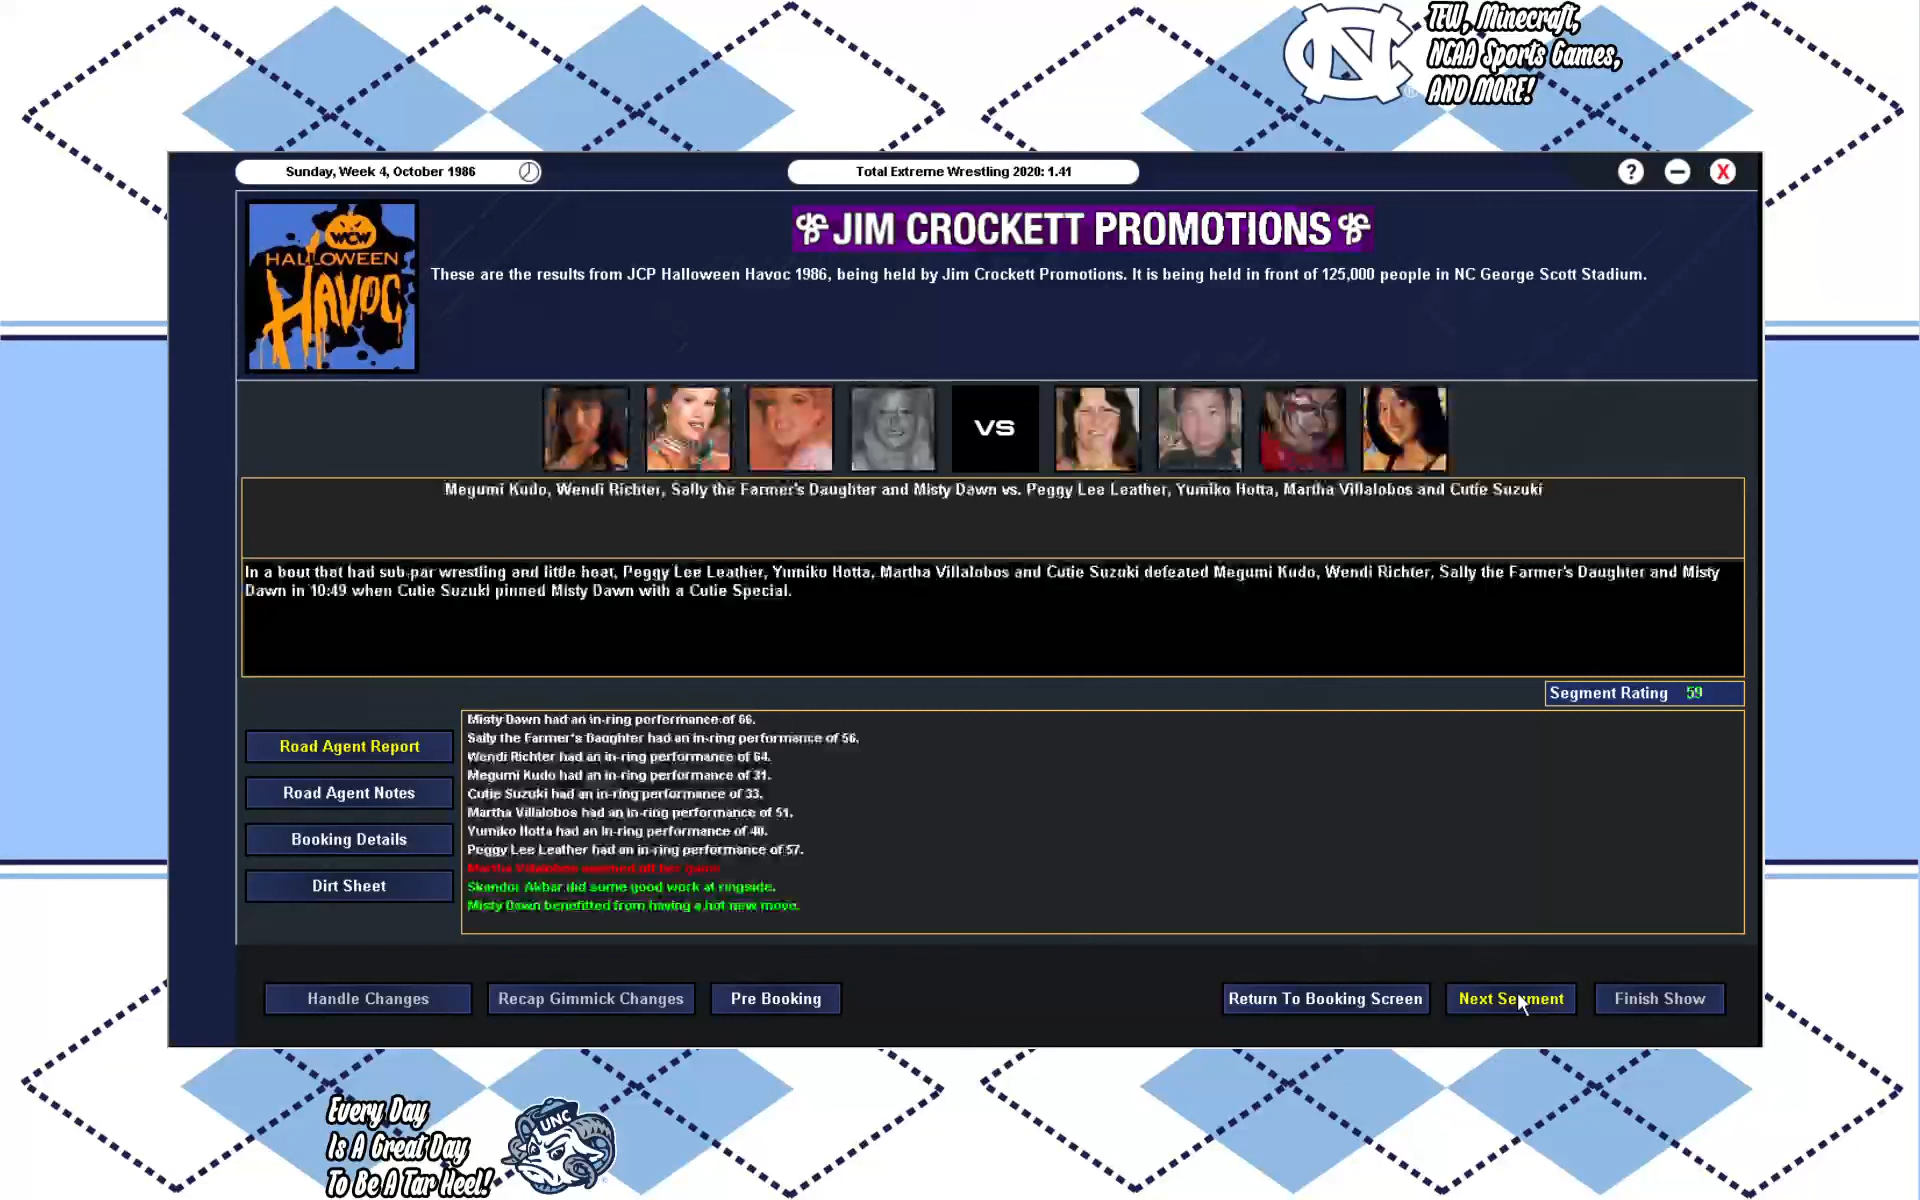 TEW, Minecraft,
NCAA Sports Games,
AND MORE!
Sunday, Week 4, October 1986
Total Extreme Wrestling 2020: 1.41
?
X
WCW
HALLOWEEN
HAVOC
JIM CROCKETT PROMOTIONS
These are the results from JCP Halloween Havoc 1986, being held by Jim Crockett Promotions. It is being held in front of 125,000 people in NC George Scott Stadium.
VS
Megumi Kudo, Wendi Richter, Sally the Farmer's Daughter and Misty Dawn vs. Peggy Lee Leather, Yumiko Hotta, Martha Villalobos and Cutie Suzuki
In a bout that had sub-par wrestling and little heat, Peggy Lee Leather, Yumiko Hotta, Martha Villalobos and Cutie Suzuki defeated Megumi Kudo, Wendi Richter, Sally the Farmer's Daughter and Misty
Dawn in 10:49 when Cutie Suzuki pinned Misty Dawn with a Cutie Special.
Segment Rating 59
Road Agent Report
Road Agent Notes
Booking Details
Dirt Sheet
Misty Dawn had an in-ring performance of 66.
Sally the Farmer's Daughter had an in-ring performance of 56.
Wendi Richter had an in-ring performance of 64.
Megumi Kudo had an in-ring performance of 31.
Cutie Suzuki had an in-ring performance of 33.
Martha Villalobos had an in-ring performance of 51.
Yumiko Hotta had an in-ring performance of 40.
Peggy Lee Leather had an in-ring performance of 57.
Martha Villalobos seemed off her game.
Skandor Akbar did some good work at ringside.
Misty Dawn benefitted from having a hot new move.
Handle Changes
Recap Gimmick Changes
Pre Booking
Return To Booking Screen
Next Segment
Finish Show
Every Day
Is A Great Day
To Be A Tar Heel!
UNC